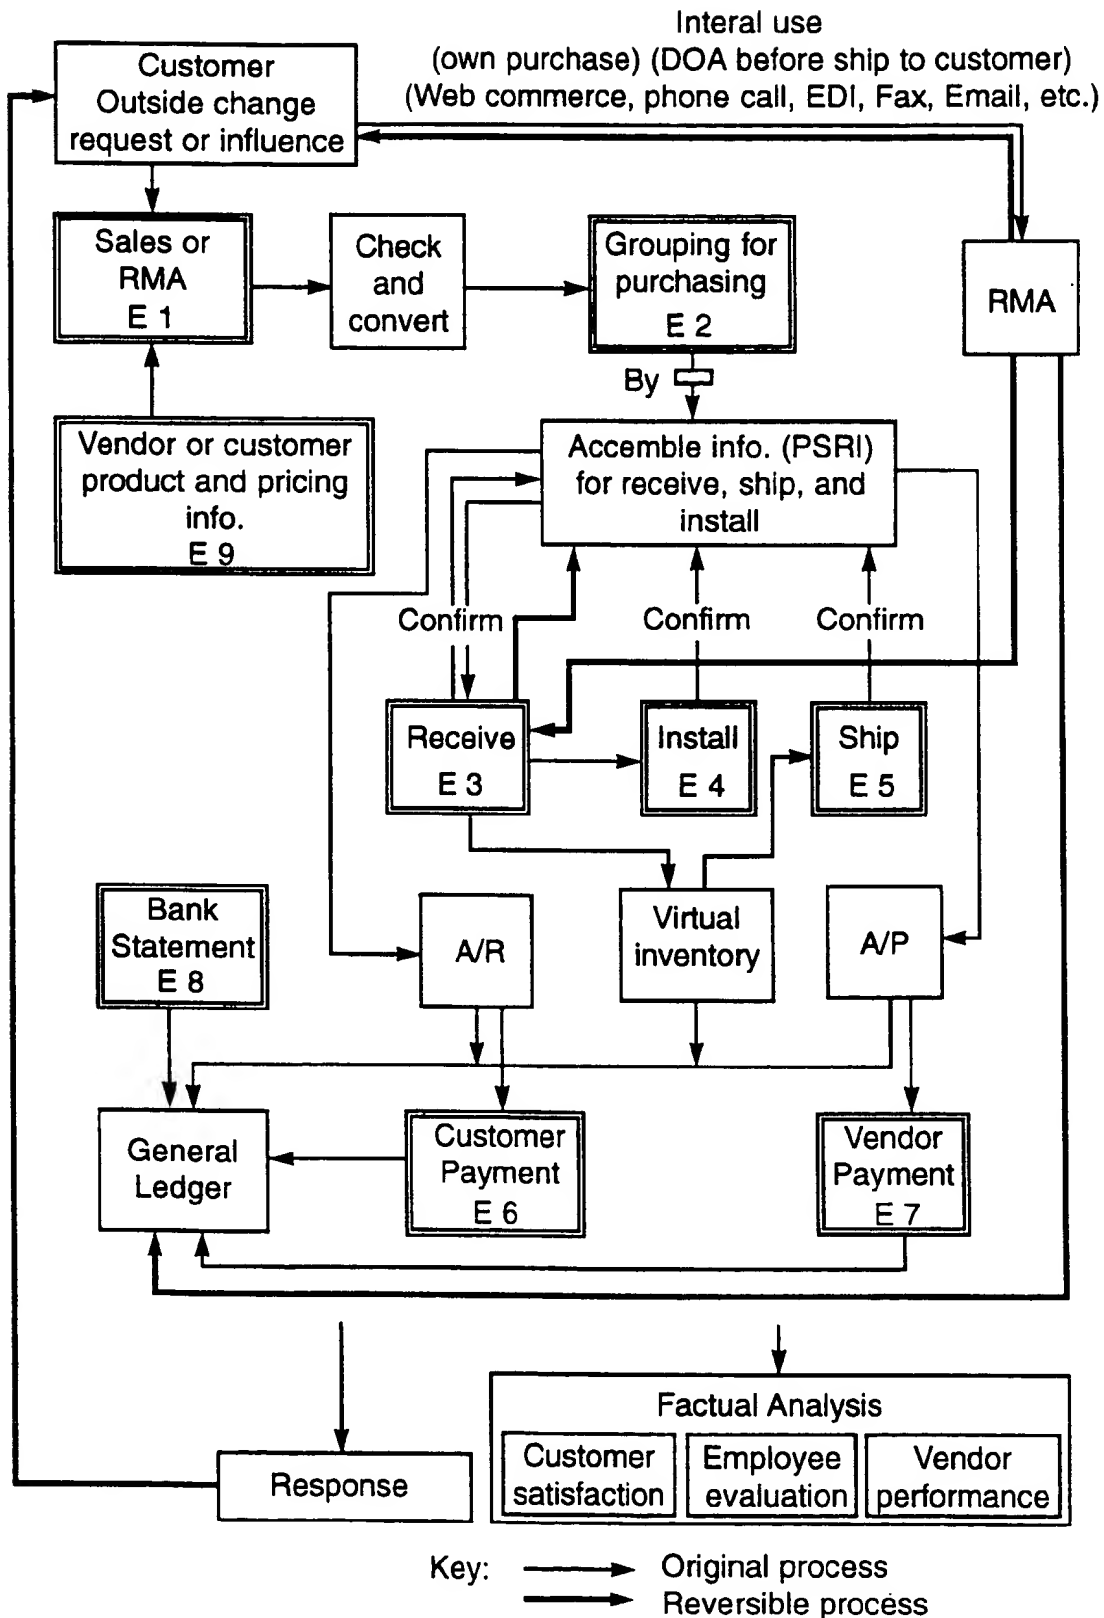 Interal use
(own purchase) (DOA before ship to customer)
(Web commerce, phone call, EDI, Fax, Email, etc.)
Customer
Outside change
request or influence
Sales or
RMA
E 1
Check
and
convert
Grouping for
purchasing
E 2
RMA
By
Vendor or customer
product and pricing
info.
E 9
Accemble info. (PSRI)
for receive, ship, and
install
Confirm
Confirm
Confirm
Receive
E 3
Install
E 4
Ship
E 5
Bank
Statement
E 8
A/R
Virtual
inventory
A/P
General
Ledger
Customer
Payment
E 6
Vendor
Payment
E 7
Response
Factual Analysis
Customer
satisfaction
Employee
evaluation
Vendor
performance
Key:
Original process
Reversible process